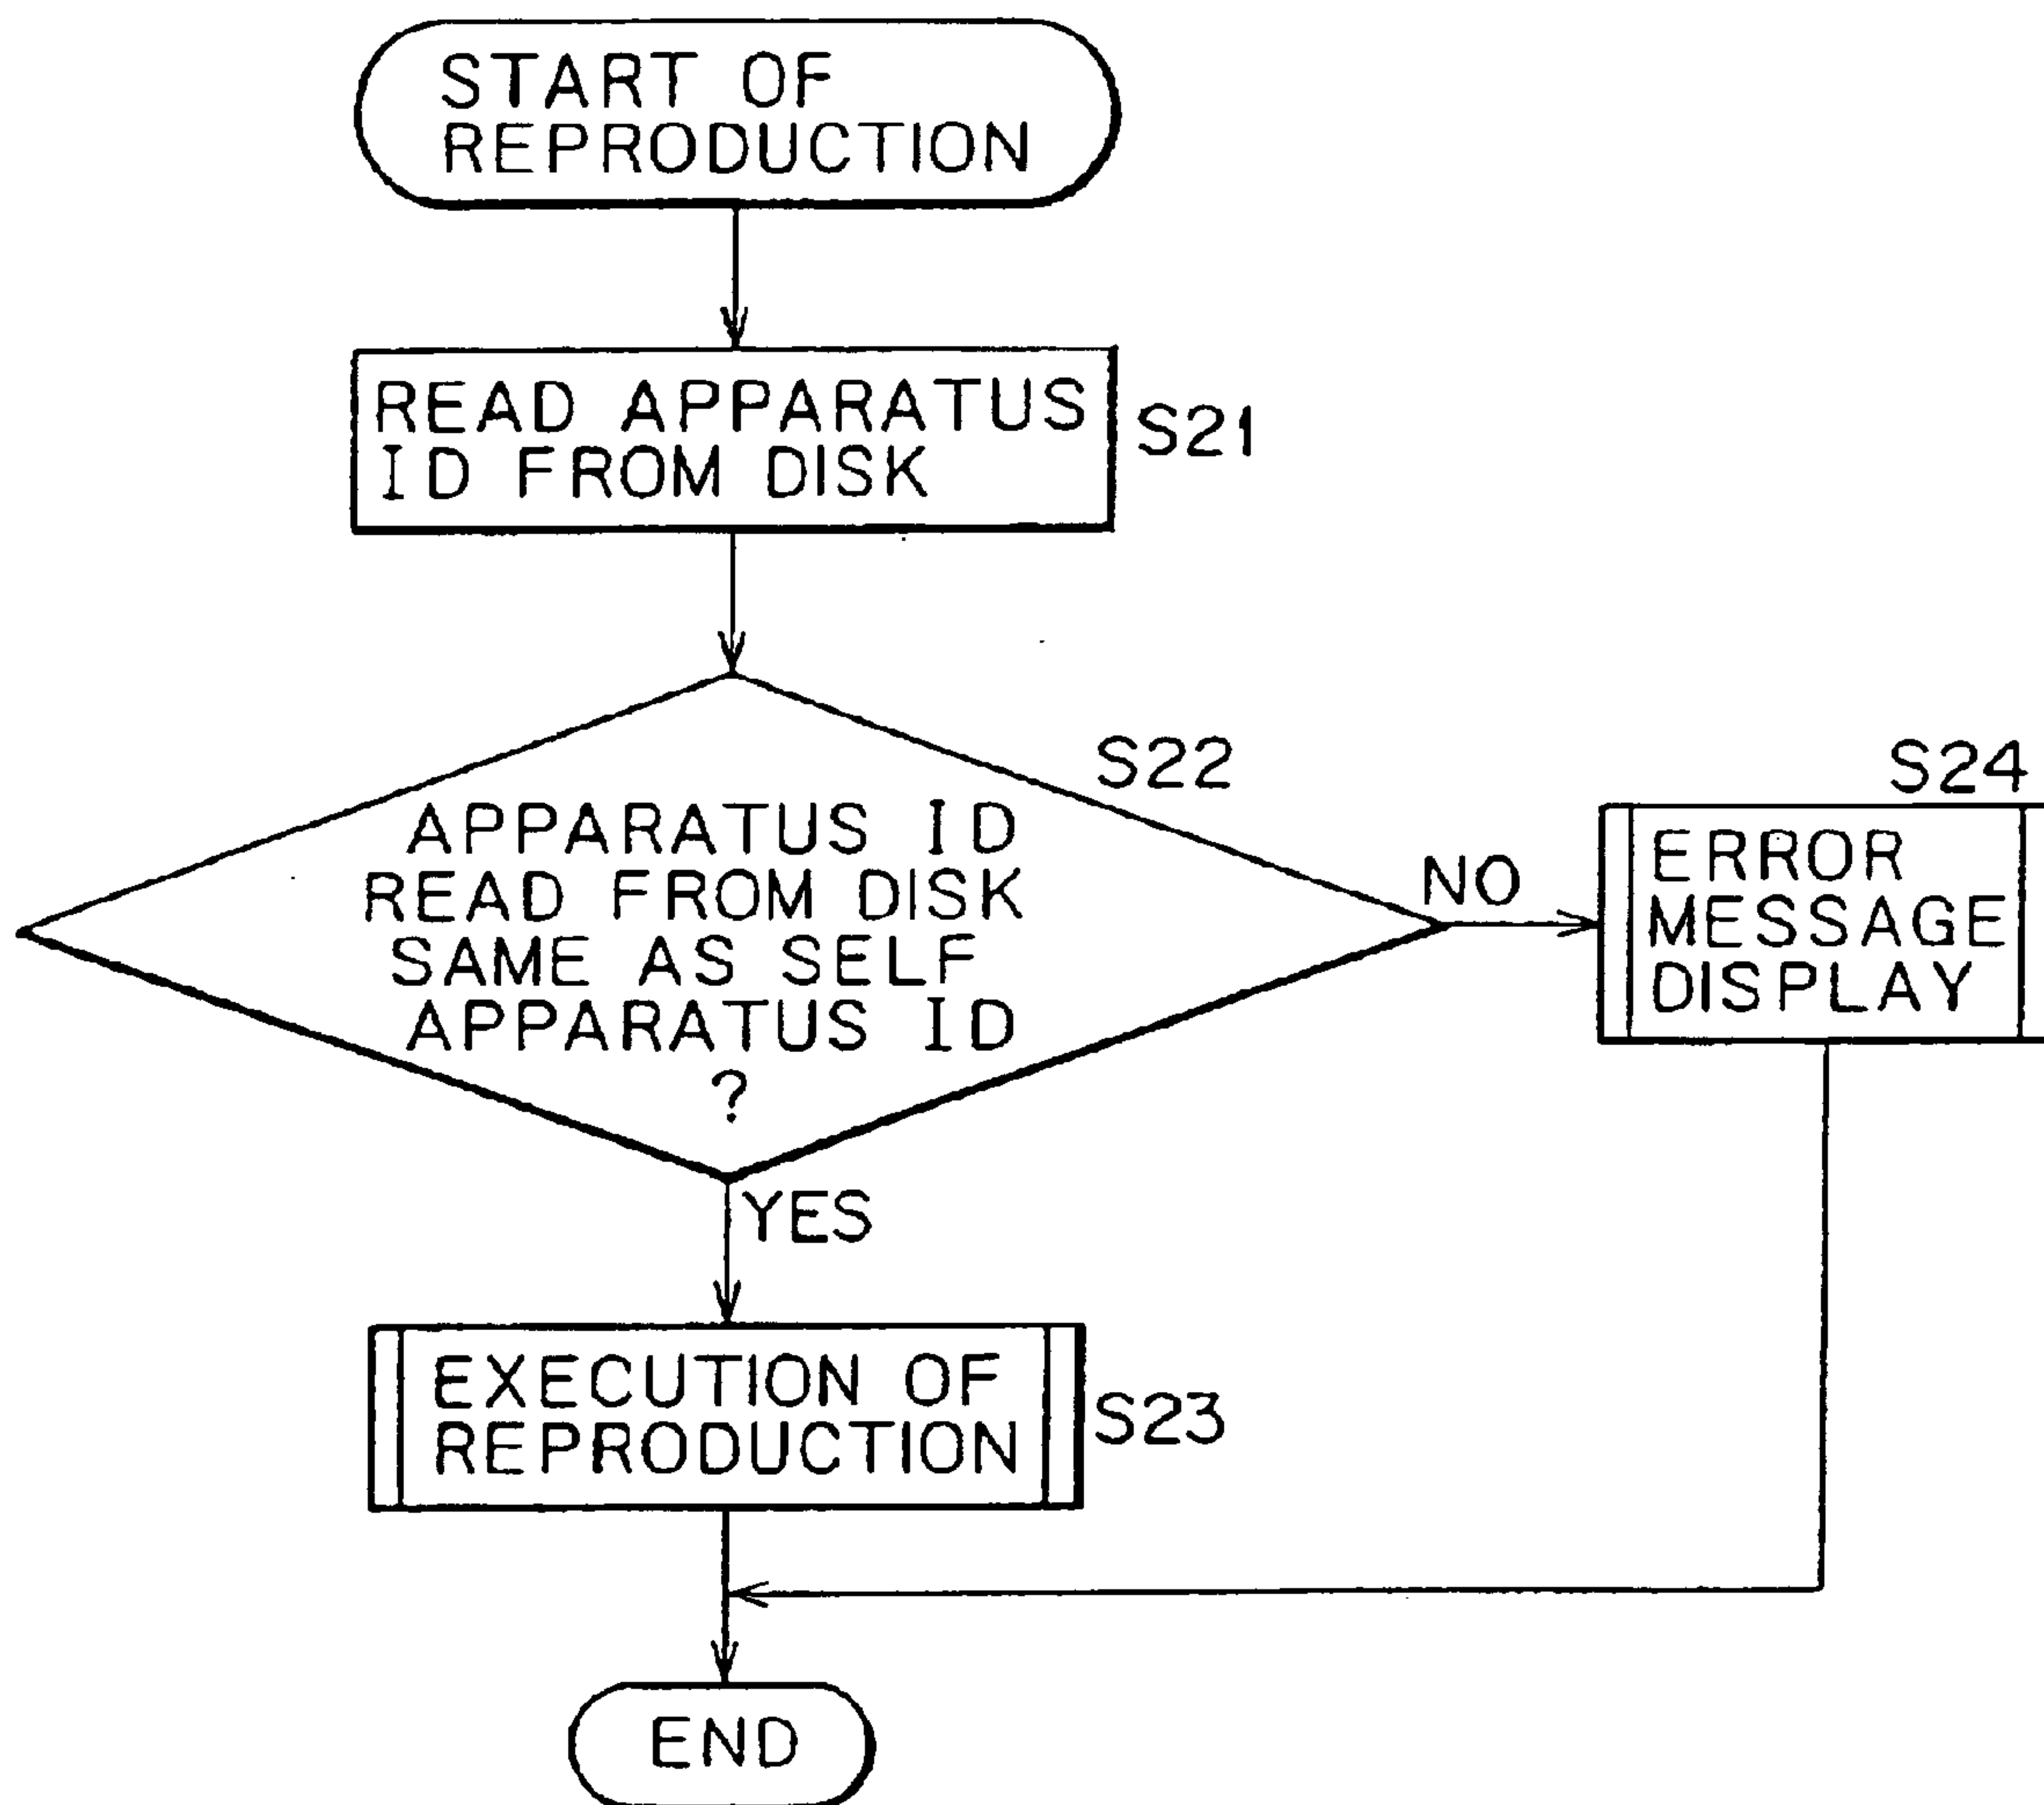 START OF
REPRODUCTION
READ APPARATUS
ID FROM DISK
S21
S22
APPARATUS ID
READ FROM DISK
SAME AS SELF
APPARATUS ID
?
NO
S24
ERROR
MESSAGE
DISPLAY
YES
EXECUTION OF
REPRODUCTION
S23
END